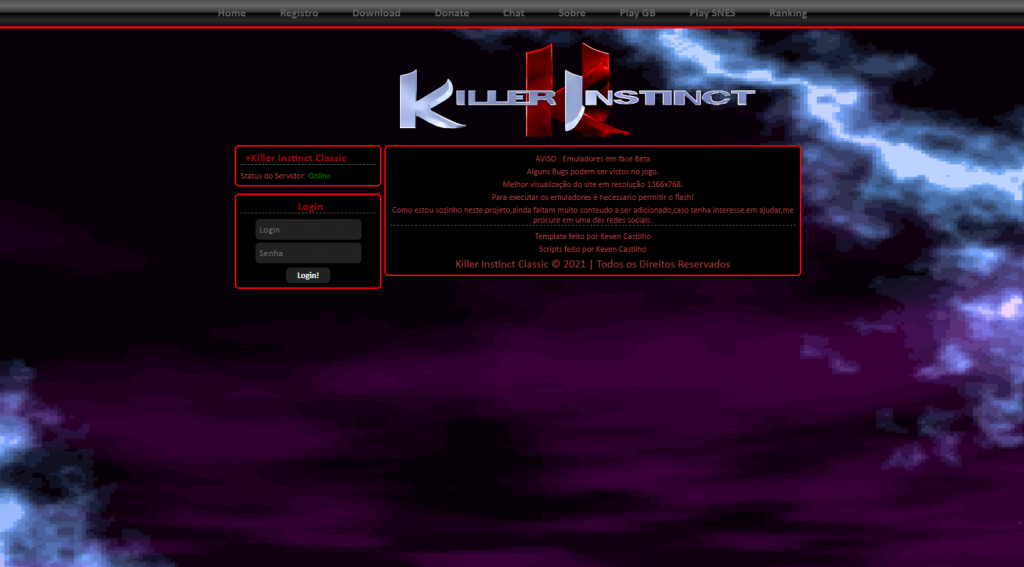 Home Registro Download Donate Chat Sobre Play GB Play SNES Ranking
KILLER INSTINCT
+Killer Instinct Classic
Status do Servidor: Online
Login
Login
Senha
Login!
AVISO : Emuladores em fase Beta
Alguns Bugs podem ser vistos no jogo.
Melhor visualização do site em resolução 1366x768.
Para executar os emuladores é necessario permitir o flash!
Como estou sozinho neste projeto,ainda faltam muito conteudo a ser adicionado,caso tenha interesse em ajudar,me
procure em uma das redes sociais.
Template feito por Keven Castilho
Scripts feito por Keven Castilho
Killer Instinct Classic © 2021 | Todos os Direitos Reservados